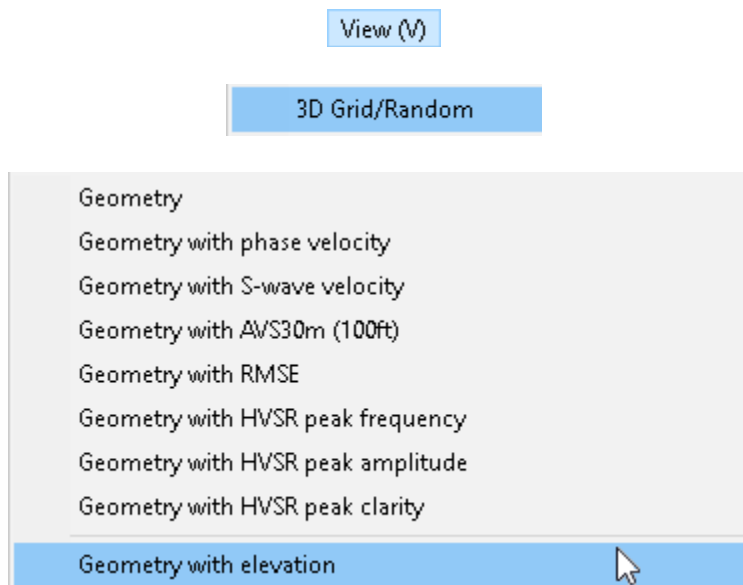 View (V)
3D Grid/Random
Geometry
Geometry with phase velocity
Geometry with S-wave velocity
Geometry with AVS30m (100ft)
Geometry with RMSE
Geometry with HVSR peak frequency
Geometry with HVSR peak amplitude
Geometry with HVSR peak clarity
Geometry with elevation